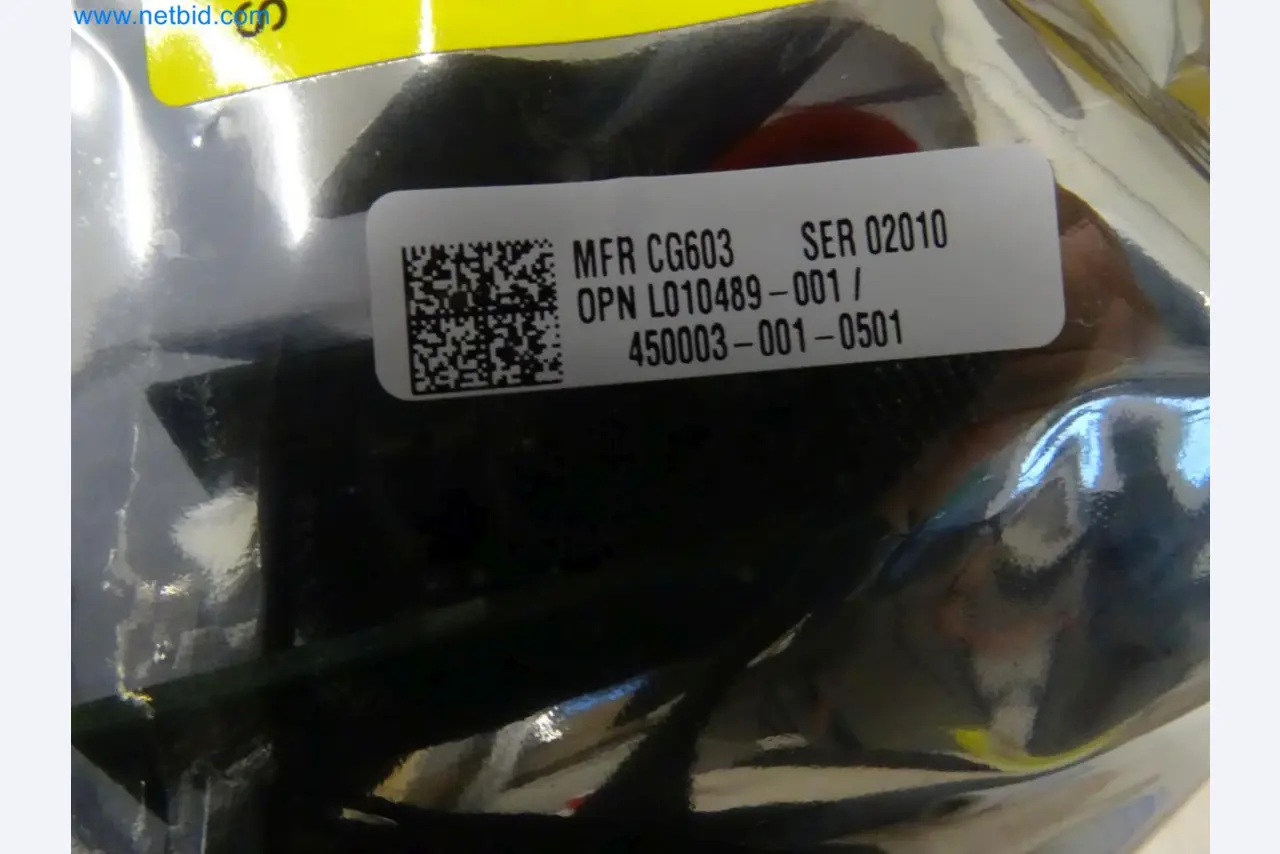 www.netbid.com
MFR CG603 SER 02010
OPN L010489-001 /
450003-001-0501